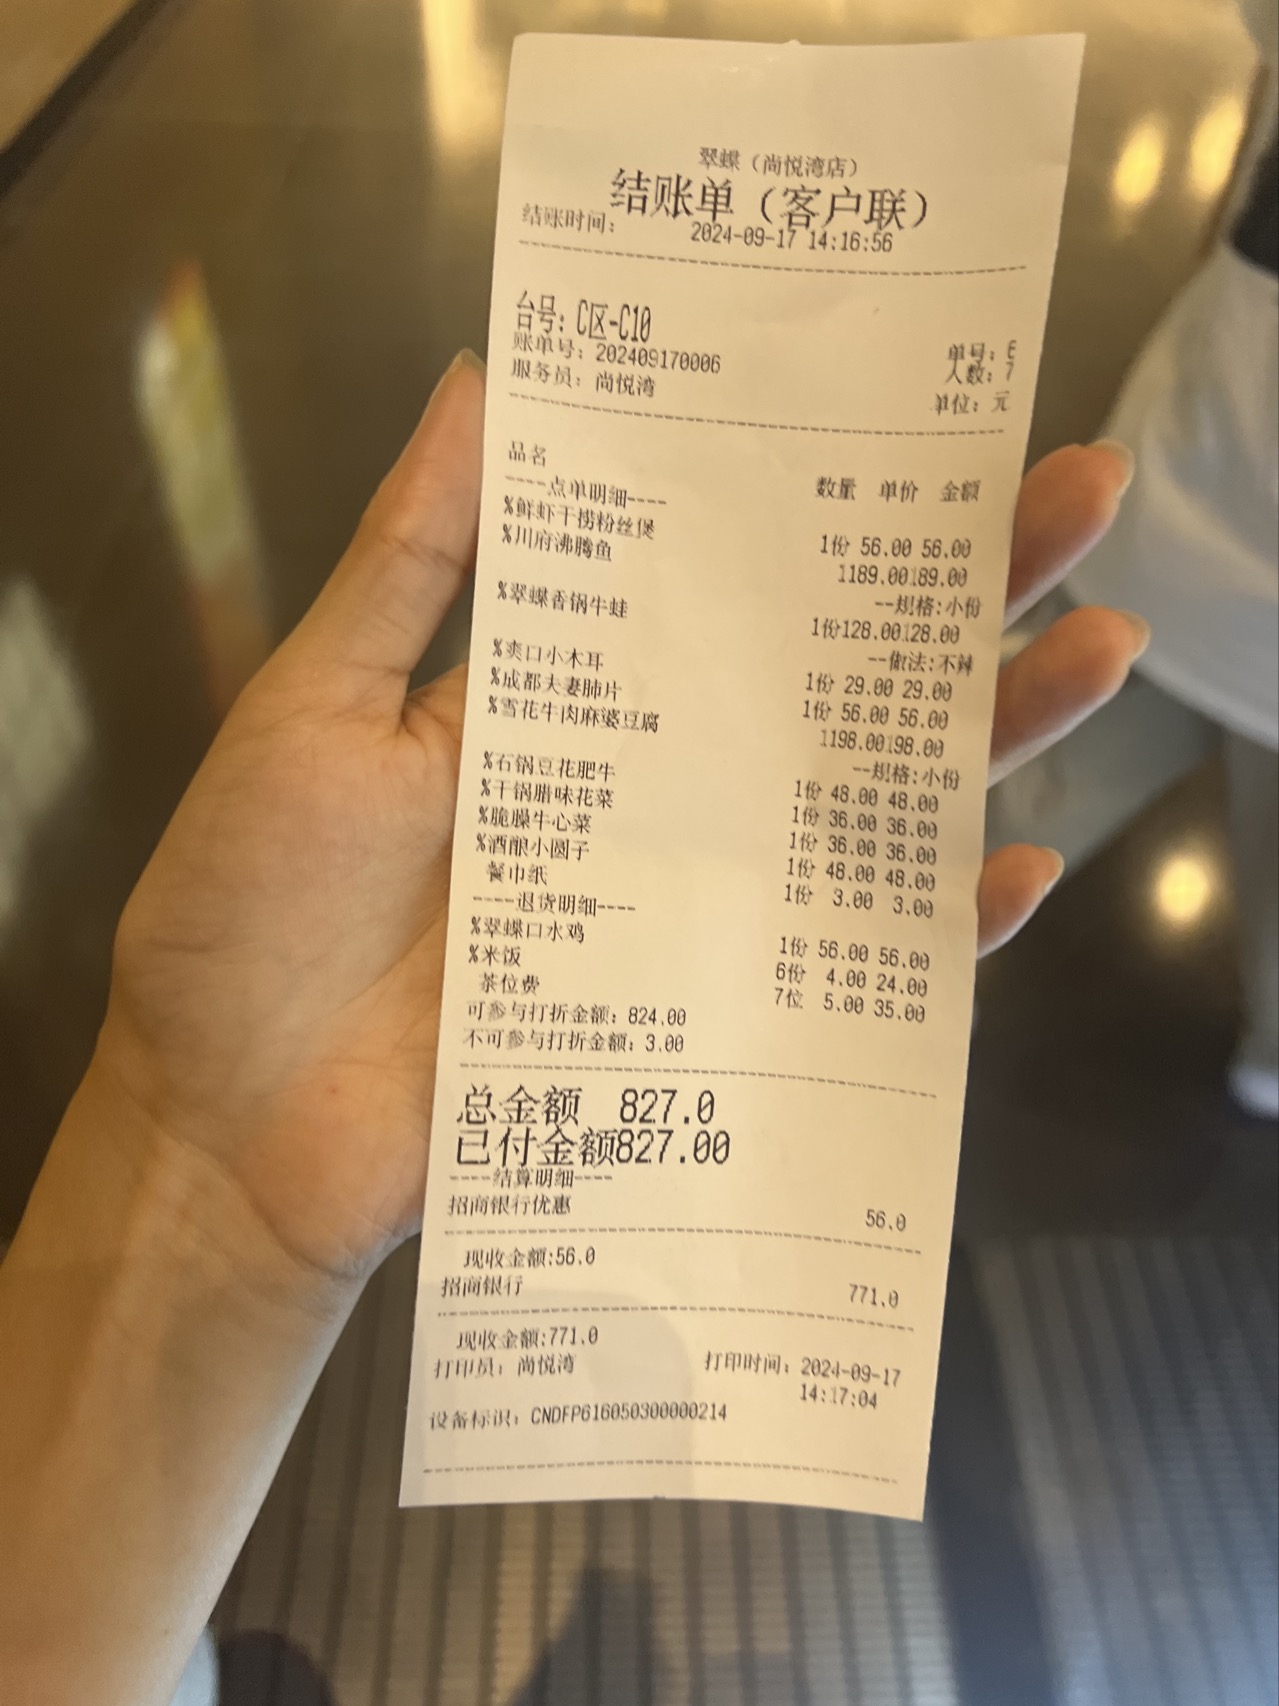 翠蝶（尚悦湾店）
结账单（客户联）
结账时间： 2024-09-17 14:16:56
台号：C区-C10
账单号：202409170006 单号：
服务员：尚悦湾 人数：7
单位：元
品名 数量 单价 金额
----点单明细----
%鲜虾干捞粉丝煲 1份 56.00 56.00
%川府沸腾鱼 1189.00189.00
--规格:小份
%翠蝶香锅牛蛙 1份128.00128.00
--做法:不辣
%爽口小木耳 1份 29.00 29.00
%成都夫妻肺片 1份 56.00 56.00
%雪花牛肉麻婆豆腐 1198.00198.00
--规格:小份
%石锅豆花肥牛 1份 48.00 48.00
%干锅腊味花菜 1份 36.00 36.00
%脆臊牛心菜 1份 36.00 36.00
%酒酿小圆子 1份 48.00 48.00
餐巾纸 1份 3.00 3.00
----退货明细----
%翠蝶口水鸡 1份 56.00 56.00
%米饭 6份 4.00 24.00
茶位费 7位 5.00 35.00
可参与打折金额：824.00
不可参与打折金额：3.00
总金额 827.0
已付金额827.00
----结算明细----
招商银行优惠 56.0
现收金额:56.0
招商银行 771.0
现收金额:771.0
打印员：尚悦湾 打印时间：2024-09-17
14:17:04
设备标识：CNDFP616050300000214